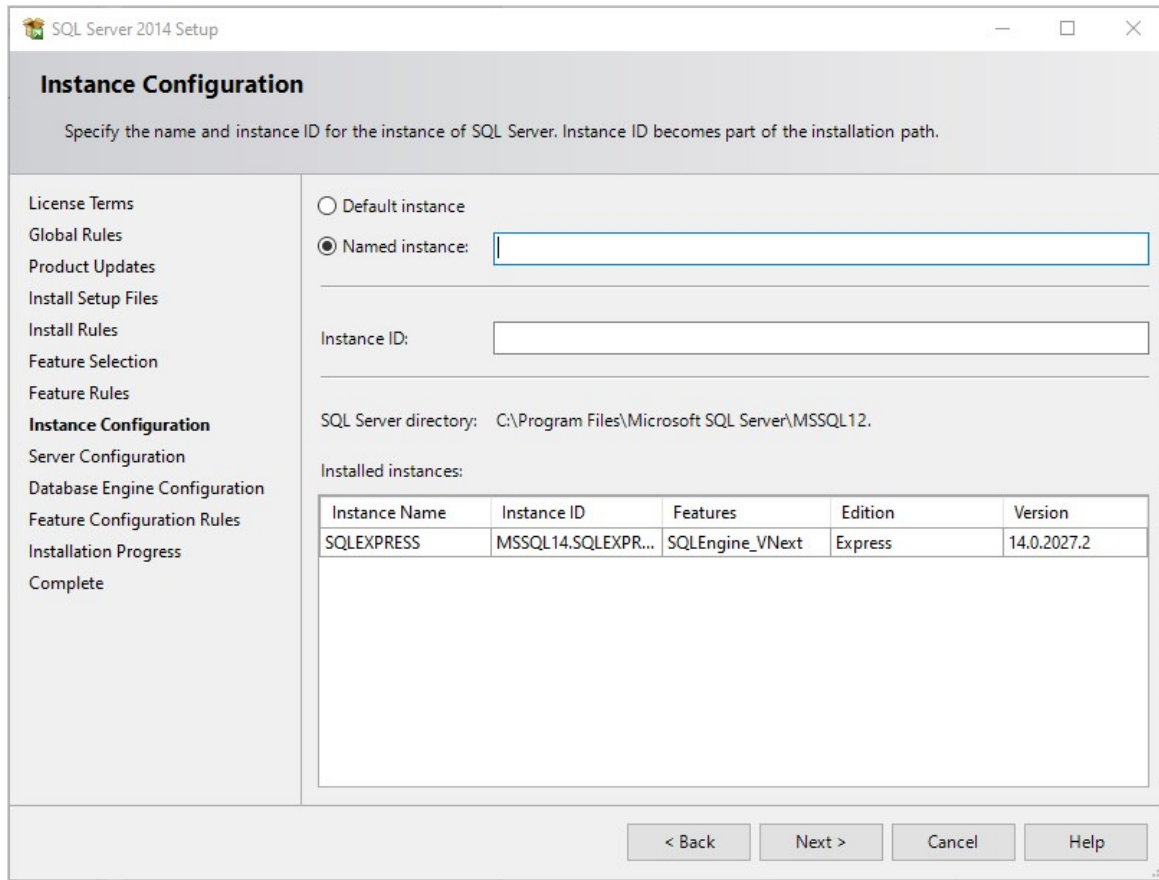 SQL Server 2014 Setup
Instance Configuration
Specify the name and instance ID for the instance of SQL Server. Instance ID becomes part of the installation path.
License Terms
Global Rules
Product Updates
Install Setup Files
Install Rules
Feature Selection
Feature Rules
Instance Configuration
Server Configuration
Database Engine Configuration
Feature Configuration Rules
Installation Progress
Complete
Default instance
Named instance:
Instance ID:
SQL Server directory: C:\Program Files\Microsoft SQL Server\MSSQL12.
Installed instances:
Instance Name Instance ID Features Edition Version
SQLEXPRESS MSSQL14.SQLEXPR... SQLEngine_VNext Express 14.0.2027.2
< Back Next > Cancel Help